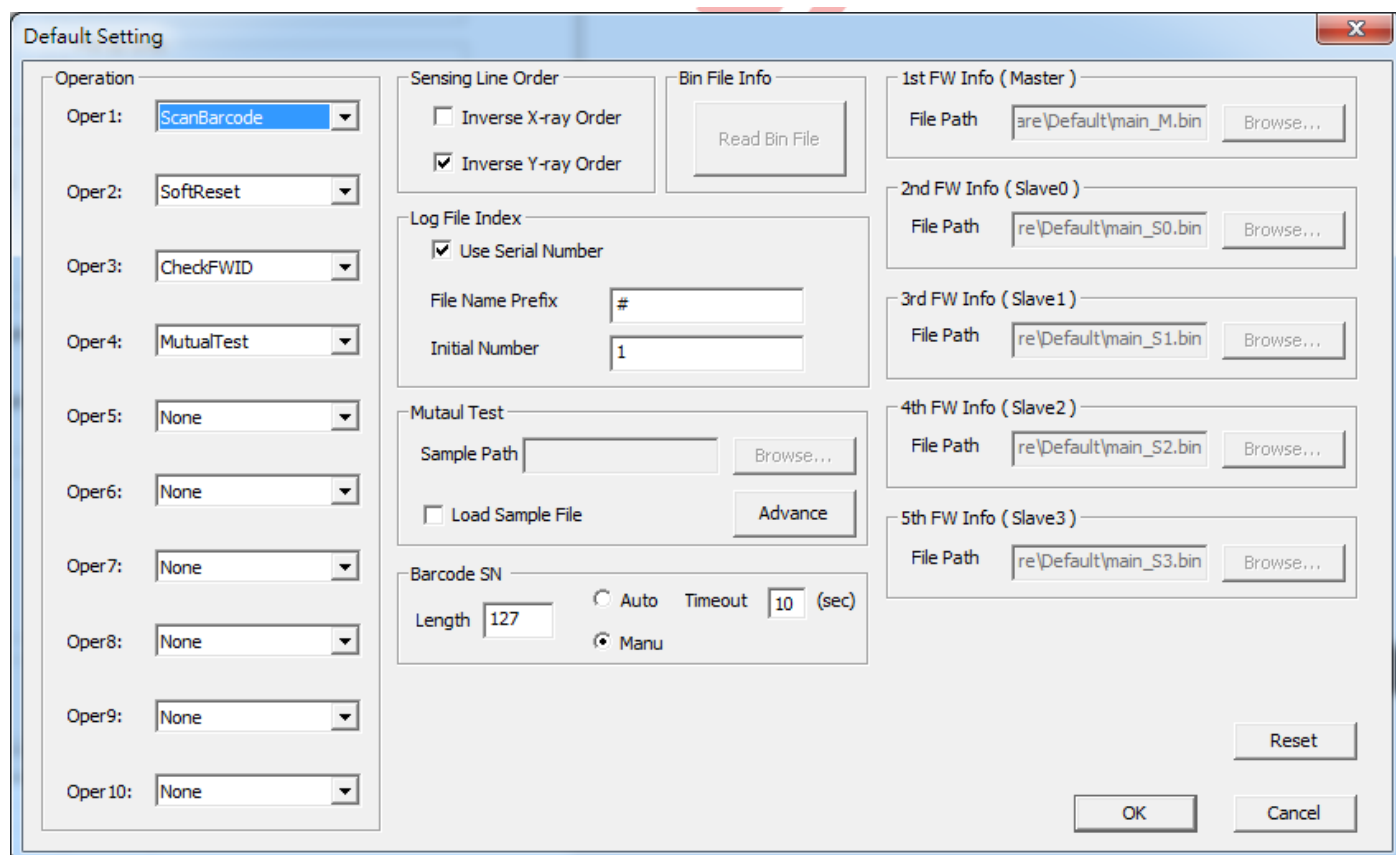 Default Setting
Operation
Oper1: ScanBarcode
Oper2: SoftReset
Oper3: CheckFWID
Oper4: MutualTest
Oper5: None
Oper6: None
Oper7: None
Oper8: None
Oper9: None
Oper10: None
Sensing Line Order
Inverse X-ray Order
Inverse Y-ray Order
Bin File Info
Read Bin File
Log File Index
Use Serial Number
File Name Prefix #
Initial Number 1
Mutaul Test
Sample Path Browse...
Load Sample File Advance
Barcode SN
Length 127 Auto Timeout 10 (sec)
Manu
1st FW Info ( Master )
File Path are\Default\main_M.bin Browse...
2nd FW Info ( Slave0 )
File Path re\Default\main_S0.bin Browse...
3rd FW Info ( Slave1 )
File Path re\Default\main_S1.bin Browse...
4th FW Info ( Slave2 )
File Path re\Default\main_S2.bin Browse...
5th FW Info ( Slave3 )
File Path re\Default\main_S3.bin Browse...
Reset
OK Cancel